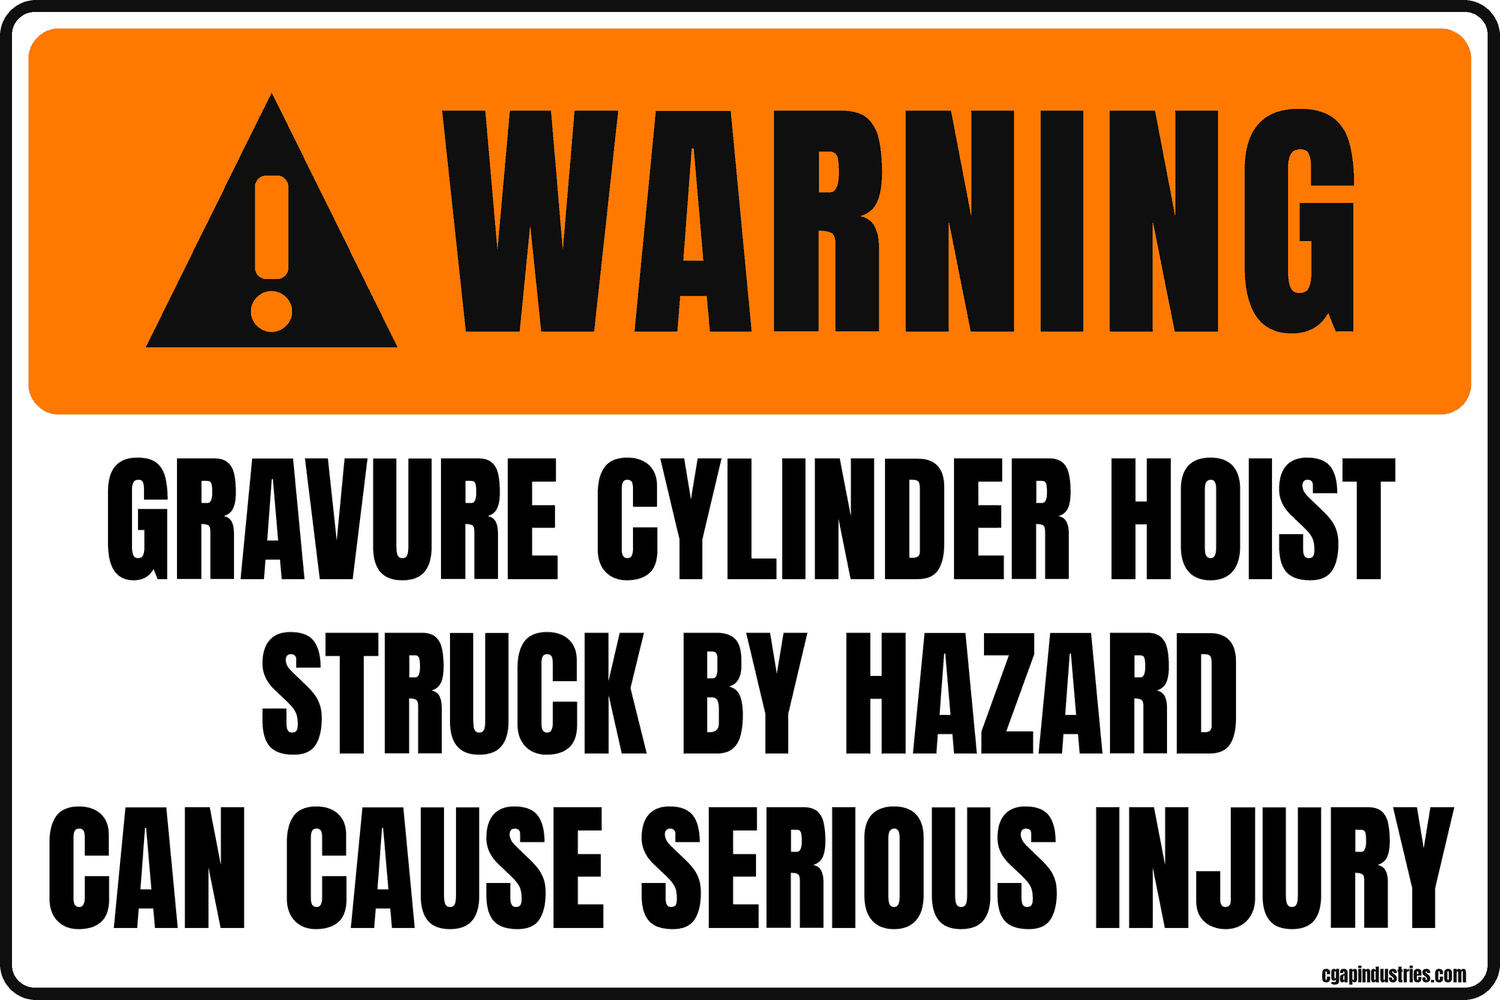 WARNING
GRAVURE CYLINDER HOIST
STRUCK BY HAZARD
CAN CAUSE SERIOUS INJURY
cgapindustries.com